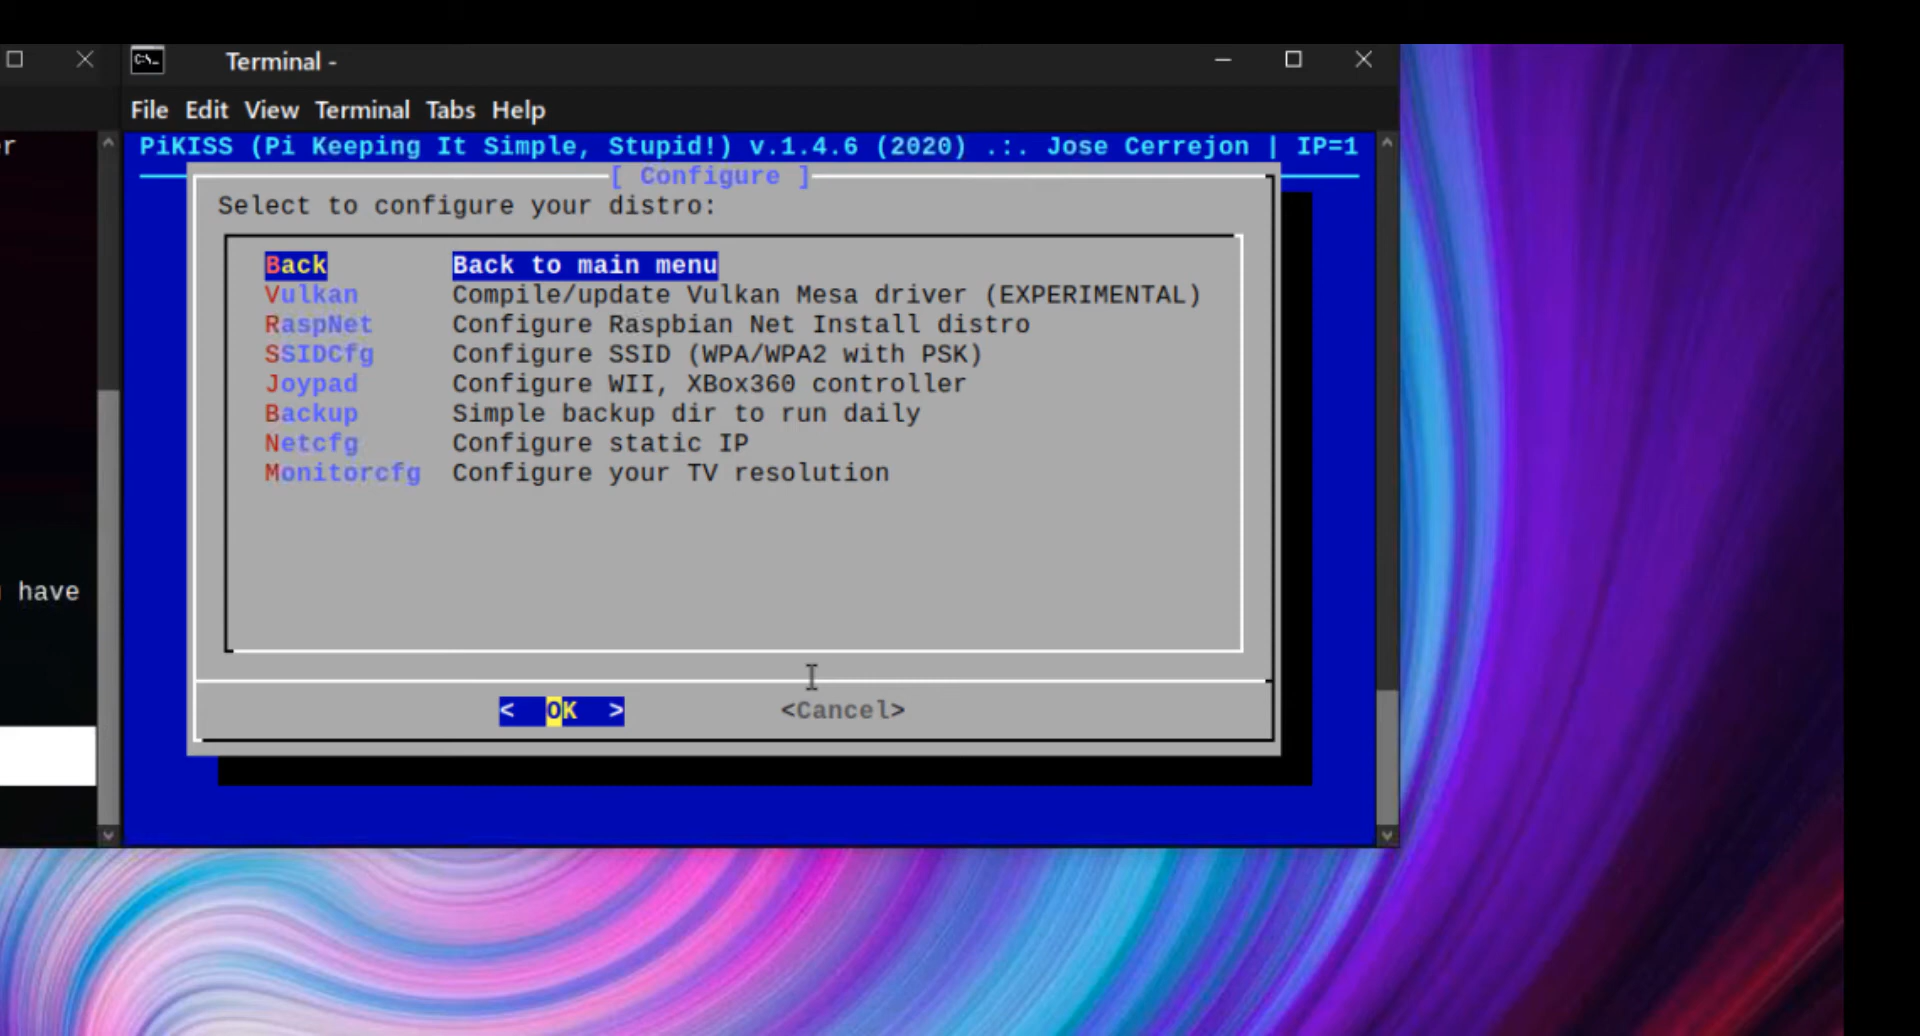 Terminal -
File Edit View Terminal Tabs Help
PiKISS (Pi Keeping It Simple, Stupid!) v.1.4.6 (2020) .:. Jose Cerrejon | IP=1
[ Configure ]
Select to configure your distro:
Back Back to main menu
Vulkan Compile/update Vulkan Mesa driver (EXPERIMENTAL)
RaspNet Configure Raspbian Net Install distro
SSIDCfg Configure SSID (WPA/WPA2 with PSK)
Joypad Configure WII, XBox360 controller
Backup Simple backup dir to run daily
Netcfg Configure static IP
Monitorcfg Configure your TV resolution
have
< OK > <Cancel>